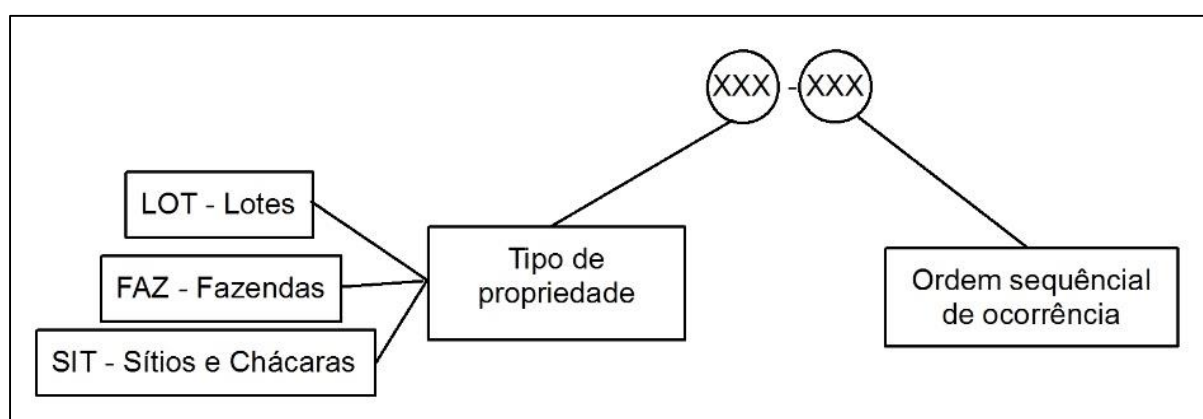 XXX - XXX
LOT - Lotes
FAZ - Fazendas
SIT - Sítios e Chácaras
Tipo de
propriedade
Ordem sequêncial
de ocorrência